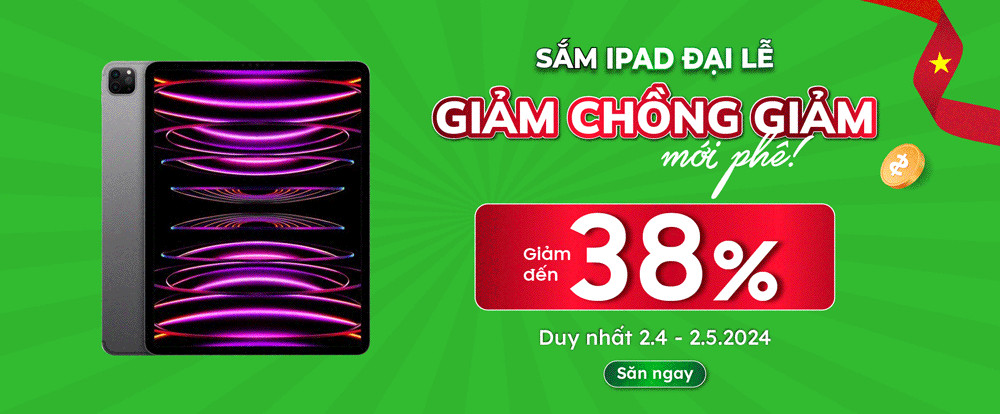 SẮM IPAD ĐẠI LỄ
GIẢM CHỒNG GIẢM
mới phê!
Giảm
đến
38%
Duy nhất 2.4 - 2.5.2024
Săn ngay